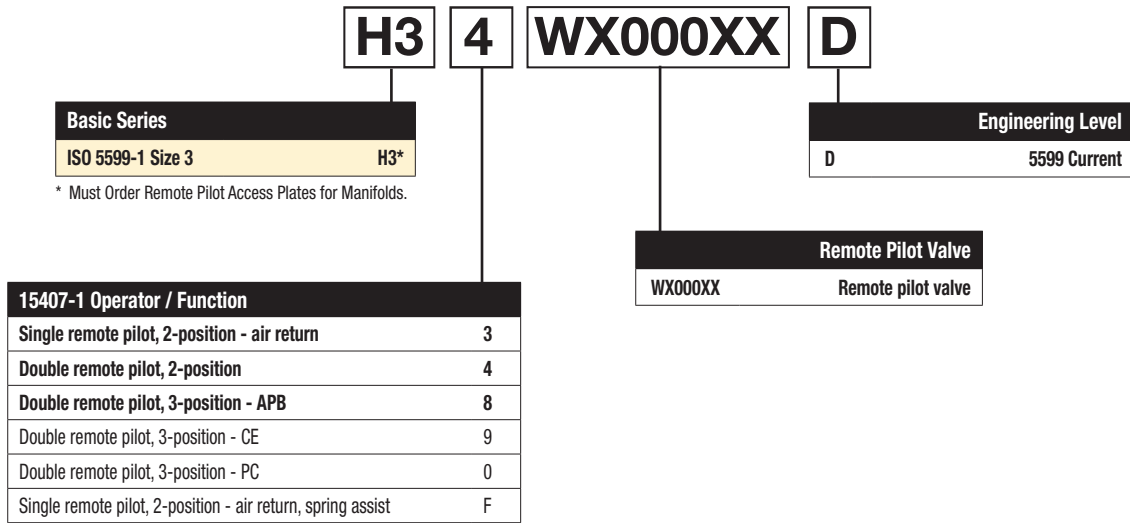 H3 4 WX000XX D
Basic Series
ISO 5599-1 Size 3 H3*
* Must Order Remote Pilot Access Plates for Manifolds.
Engineering Level
D 5599 Current
Remote Pilot Valve
WX000XX Remote pilot valve
15407-1 Operator / Function
Single remote pilot, 2-position - air return 3
Double remote pilot, 2-position 4
Double remote pilot, 3-position - APB 8
Double remote pilot, 3-position - CE 9
Double remote pilot, 3-position - PC 0
Single remote pilot, 2-position - air return, spring assist F